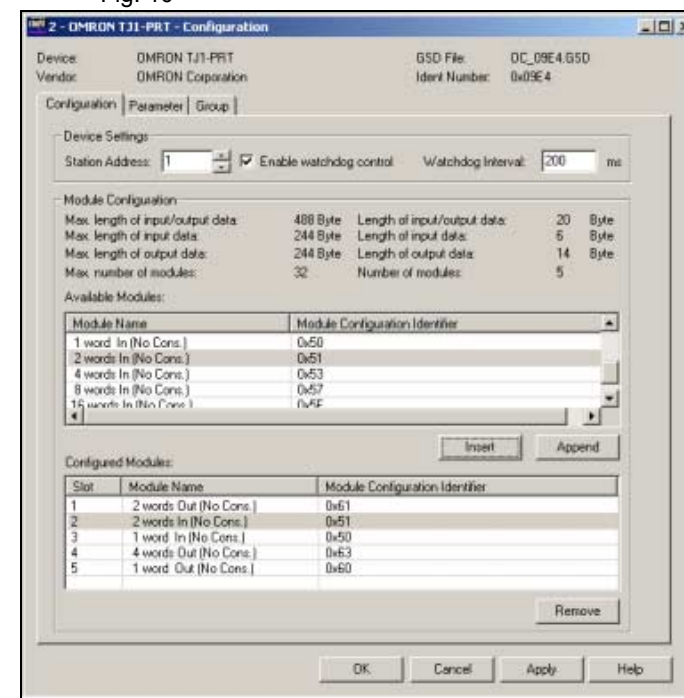 2 - OMRON TJ1-PRT - Configuration
Device: OMRON TJ1-PRT GSD File: OC_09E4.GSD
Vendor: OMRON Corporation Ident Number: 0x09E4
Configuration Parameter Group
Device Settings
Station Address: 1 Enable watchdog control Watchdog Interval: 200 ms
Module Configuration
Max. length of input/output data: 488 Byte Length of input/output data: 20 Byte
Max. length of input data: 244 Byte Length of input data: 6 Byte
Max. length of output data: 244 Byte Length of output data: 14 Byte
Max. number of modules: 32 Number of modules: 5
Available Modules:
Module Name Module Configuration Identifier
1 word In (No Cons.) 0x50
2 words In (No Cons.) 0x51
4 words In (No Cons.) 0x53
8 words In (No Cons.) 0x57
16 words In (No Cons.) 0x5F
Insert Append
Configured Modules:
Slot Module Name Module Configuration Identifier
1 2 words Out (No Cons.) 0x61
2 2 words In (No Cons.) 0x51
3 1 word In (No Cons.) 0x50
4 4 words Out (No Cons.) 0x63
5 1 word Out (No Cons.) 0x60
Remove
OK Cancel Apply Help